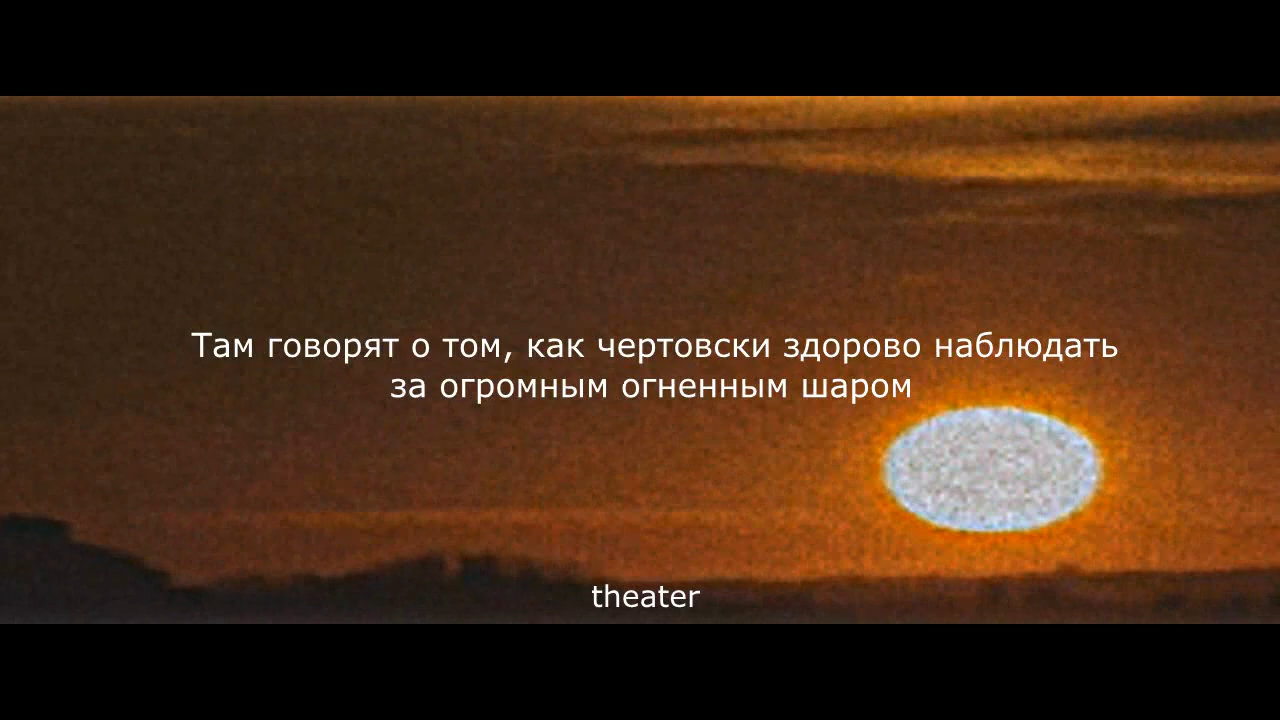 Там говорят о том, как чертовски здорово наблюдать
за огромным огненным шаром
theater